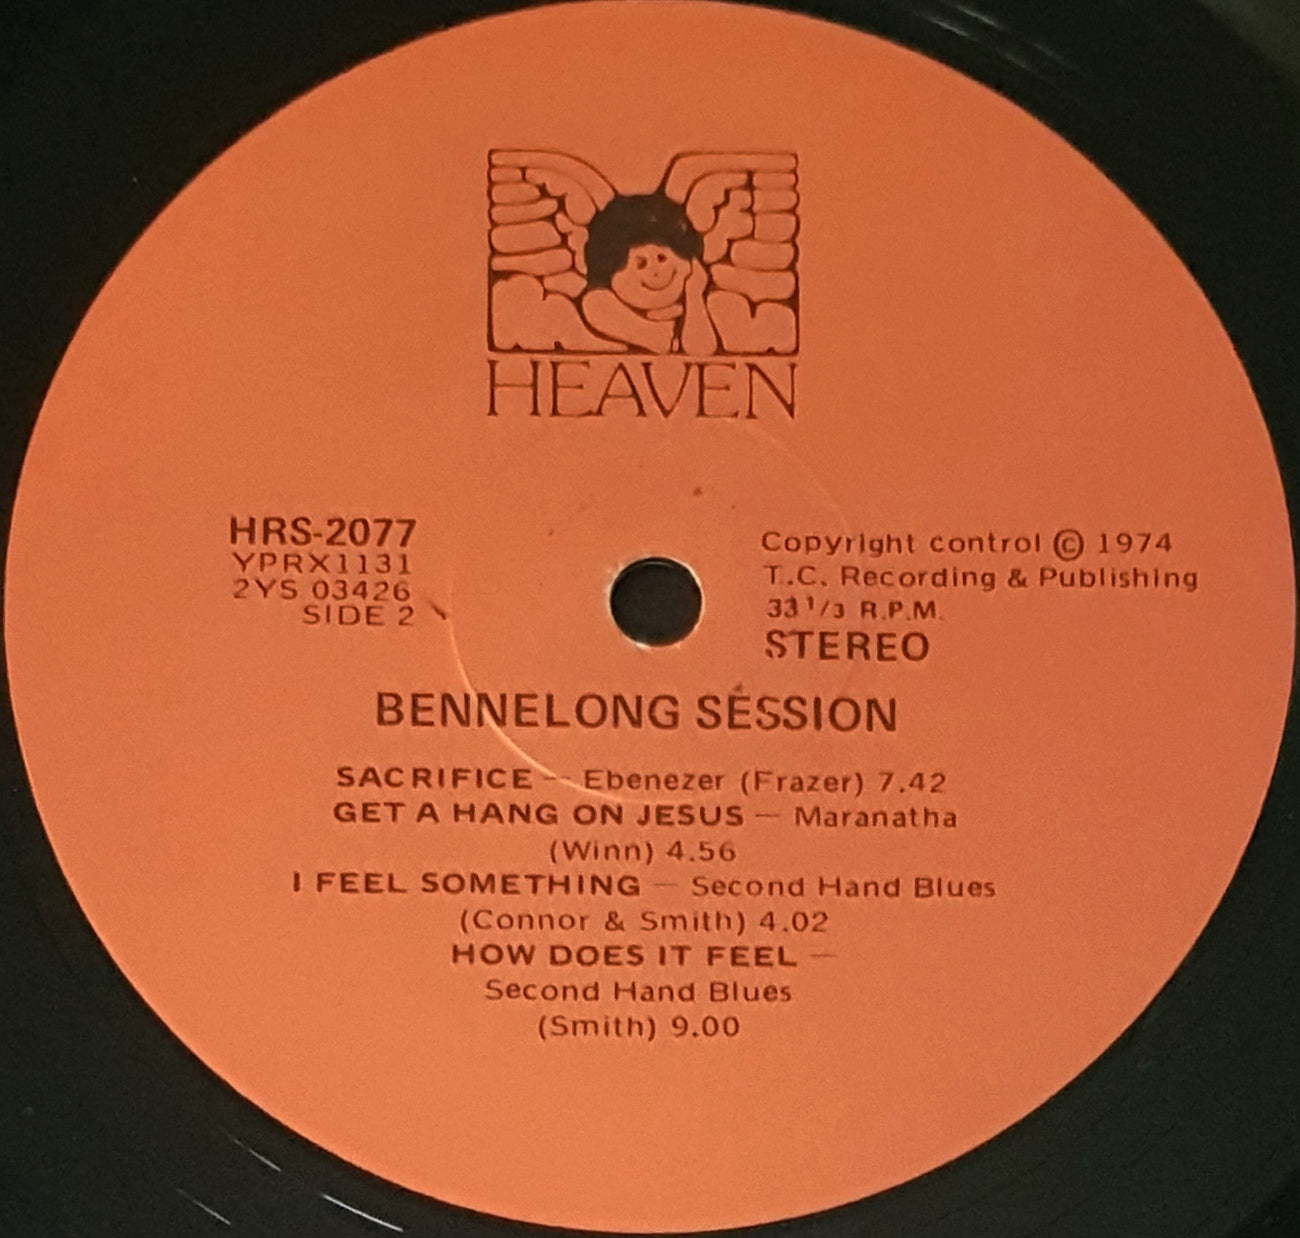 HEAVEN
HRS-2077
YPRX1131
2YS 03426
SIDE 2
Copyright control © 1974
T.C. Recording & Publishing
33 1/3 R.P.M.
STEREO
BENNELONG SESSION
SACRIFICE — Ebenezer (Frazer) 7.42
GET A HANG ON JESUS — Maranatha
(Winn) 4.56
I FEEL SOMETHING — Second Hand Blues
(Connor & Smith) 4.02
HOW DOES IT FEEL —
Second Hand Blues
(Smith) 9.00